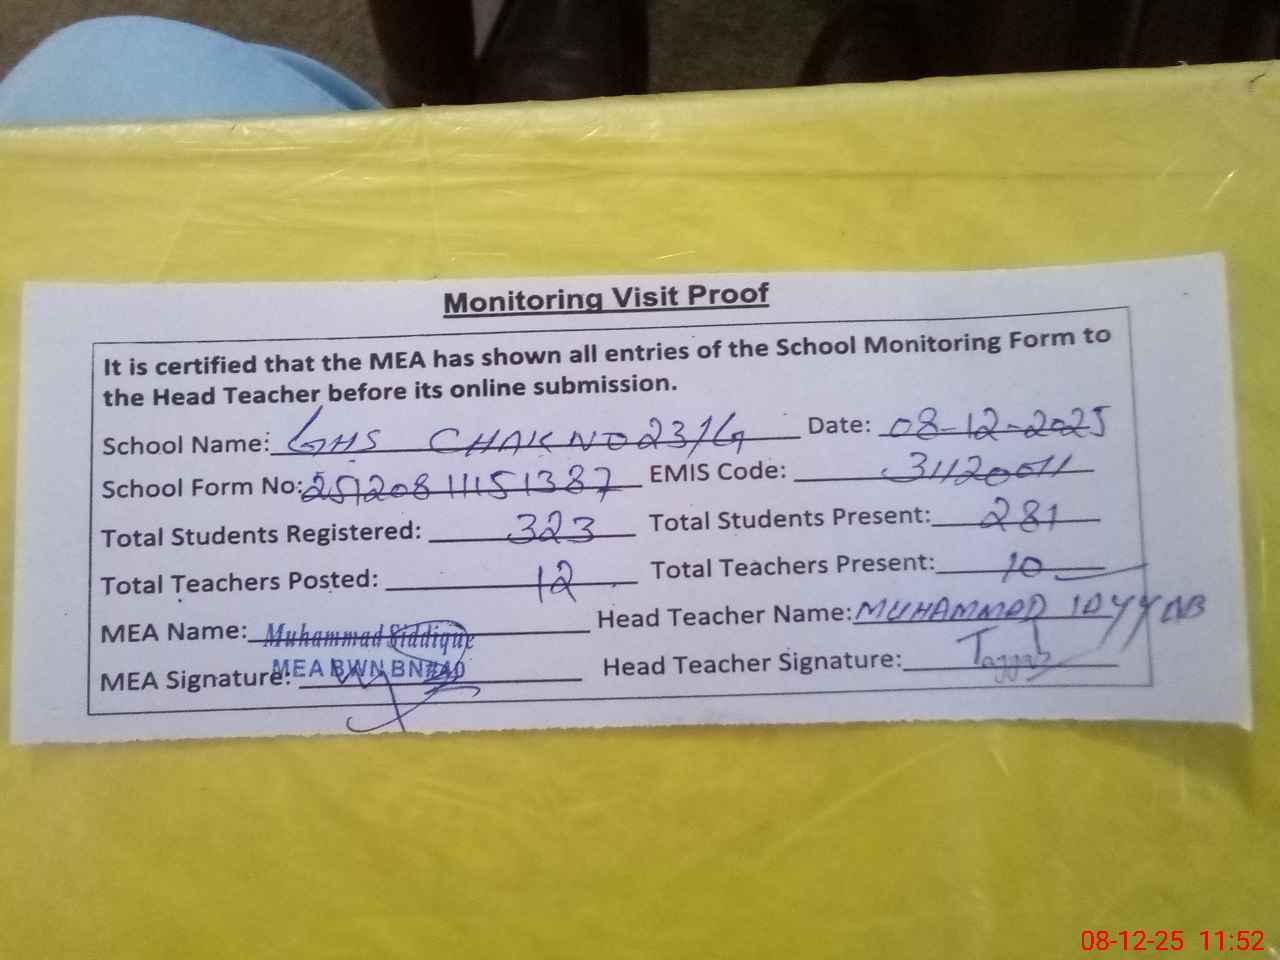 Monitoring Visit Proof
It is certified that the MEA has shown all entries of the School Monitoring Form to
the Head Teacher before its online submission.
School Name: GHS CHAK NO 23/G Date: 08-12-2025
School Form No: 251208111151387 EMIS Code: 31120011
Total Students Registered: 323 Total Students Present: 281
Total Teachers Posted: 12 Total Teachers Present: 10
MEA Name: Muhammad Siddique Head Teacher Name: MUHAMMAD
MEA Signature: MEA BWN BN#40 Head Teacher Signature:
08-12-25 11:52